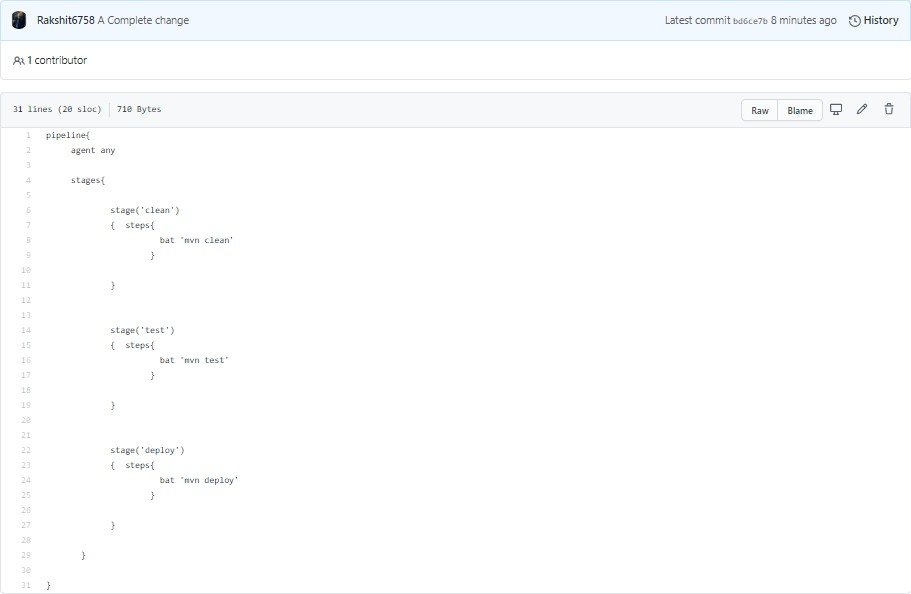 Rakshit6758 A Complete change Latest commit bd6ce7b 8 minutes ago History
1 contributor
31 lines (20 sloc) 710 Bytes Raw Blame
1 pipeline{
2 agent any
3
4 stages{
5
6 stage('clean')
7 { steps{
8 bat 'mvn clean'
9 }
10
11 }
12
13
14 stage('test')
15 { steps{
16 bat 'mvn test'
17 }
18
19 }
20
21
22 stage('deploy')
23 { steps{
24 bat 'mvn deploy'
25 }
26
27 }
28
29 }
30
31 }